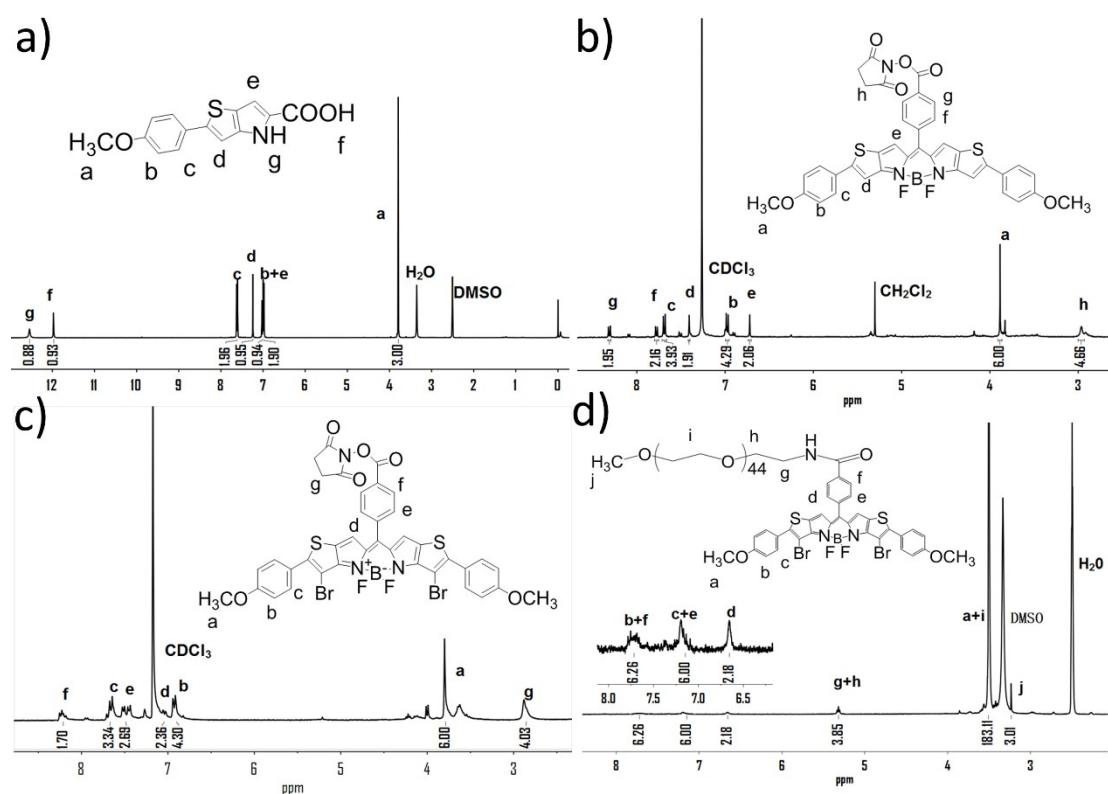 a)
e
S
COOH
H3CO
NH
a
b
c
d
g
f
a
d
c
b+e
H2O
f
g
DMSO
0.88
0.93
1.96
0.95
0.94
1.90
3.00
12
11
10
9
8
7
6
5
4
3
2
1
0
b)
O
N
O
O
O
h
g
f
e
S
S
N
B
N
F
F
d
c
b
H3CO
OCH3
a
a
CDCl3
CH2Cl2
d
f
c
b
e
g
h
1.95
2.16
3.93
1.91
4.29
2.06
6.00
4.66
8
7
6
5
4
3
ppm
c)
O
N
O
O
O
g
f
e
d
S
S
N
+
B
N
F
F
Br
Br
H3CO
OCH3
c
b
a
CDCl3
f
c
e
d
b
a
g
1.70
3.34
2.69
2.36
4.30
6.00
4.03
8
7
6
5
4
3
ppm
d)
i
h
H
H3C
O
O
N
O
44
j
g
f
d
e
S
S
N
B
N
H3CO
Br
F
F
Br
OCH3
a
b
c
H2O
a+i
DMSO
b+f
c+e
d
j
6.26
6.00
2.18
8.0
7.5
7.0
6.5
g+h
6.26
6.00
2.18
3.85
183.11
3.01
8
7
6
5
4
3
ppm